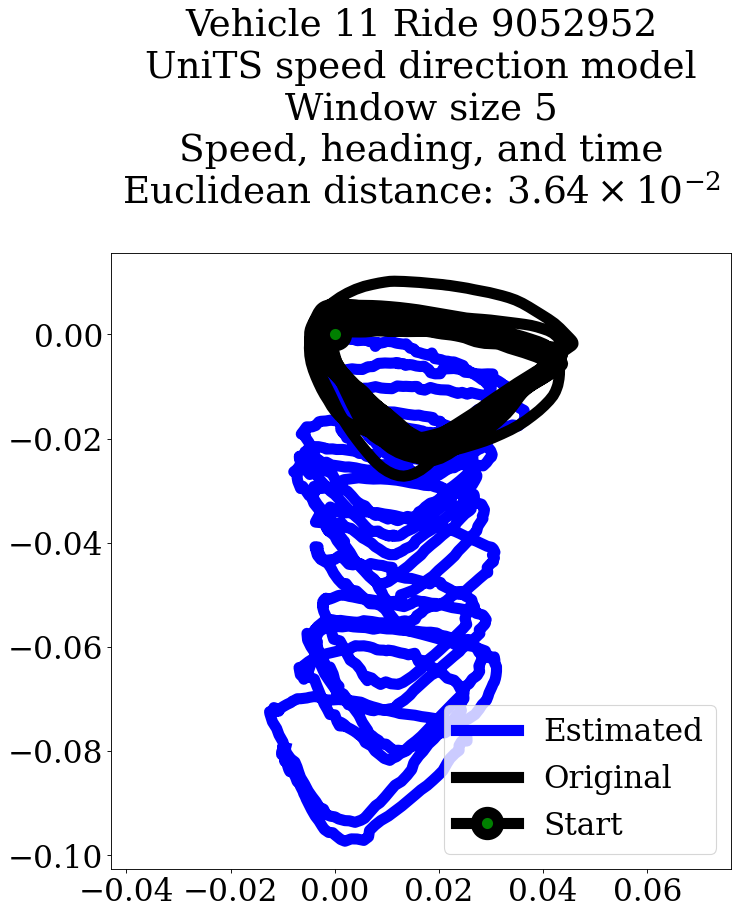 Vehicle 11 Ride 9052952
UniTS speed direction model
Window size 5
Speed, heading, and time
Euclidean distance: 3.64 × 10⁻²
0.00
−0.02
−0.04
−0.06
−0.08
−0.10
−0.04 −0.02 0.00 0.02 0.04 0.06
Estimated
Original
Start